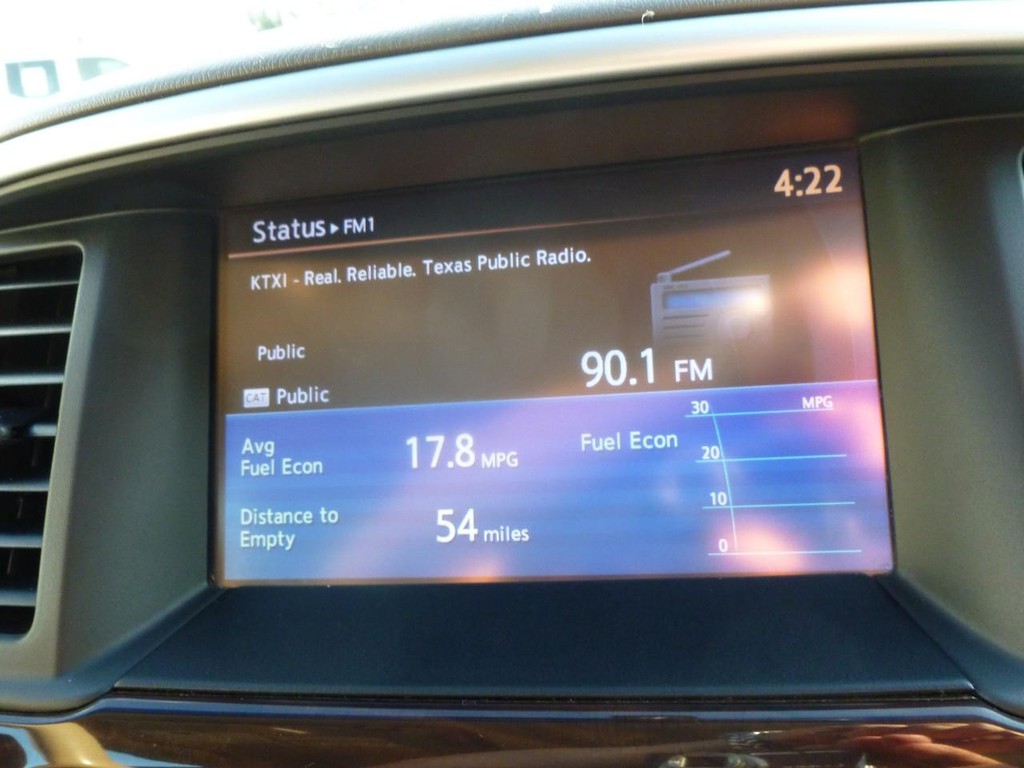 4:22
Status ▸ FM1
KTXI - Real. Reliable. Texas Public Radio.
Public
90.1 FM
CAT Public
Avg
Fuel Econ
17.8 MPG
Fuel Econ
30 MPG
20
10
0
Distance to
Empty
54 miles